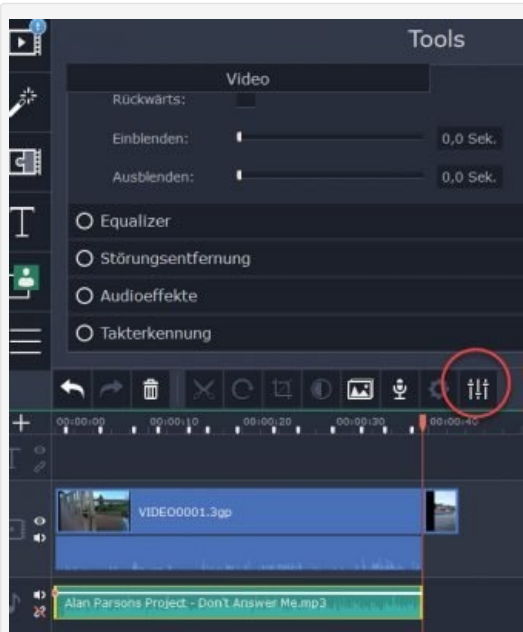 Tools
Video
Rückwärts:
Einblenden:
0,0 Sek.
Ausblenden:
0,0 Sek.
Equalizer
Störungsentfernung
Audioeffekte
Takterkennung
00:00:00 00:00:10 00:00:20 00:00:30 00:00:40
VIDEO0001.3gp
Alan Parsons Project - Don't Answer Me.mp3